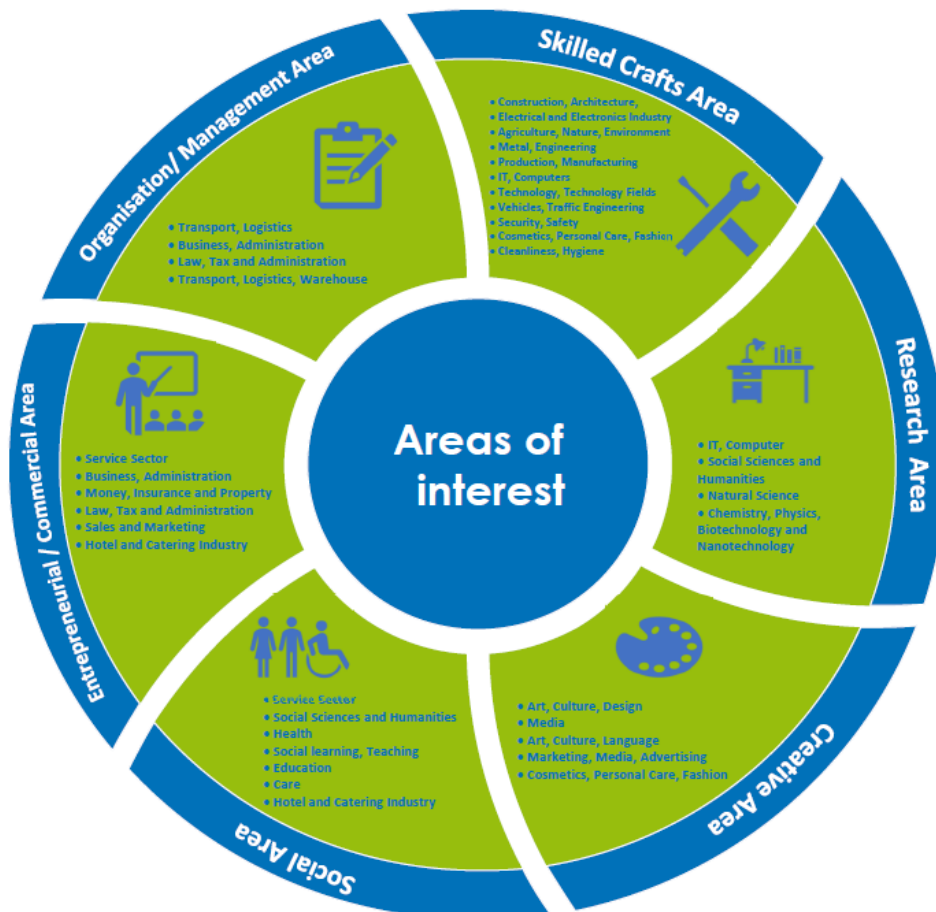 Skilled Crafts Area
• Construction, Architecture,
• Electrical and Electronics Industry
• Agriculture, Nature, Environment
• Metal, Engineering
• Production, Manufacturing
• IT, Computers
• Technology, Technology Fields
• Vehicles, Traffic Engineering
• Security, Safety
• Cosmetics, Personal Care, Fashion
• Cleanliness, Hygiene
Research Area
• IT, Computer
• Social Sciences and
Humanities
• Natural Science
• Chemistry, Physics,
Biotechnology and
Nanotechnology
Creative Area
• Art, Culture, Design
• Media
• Art, Culture, Language
• Marketing, Media, Advertising
• Cosmetics, Personal Care, Fashion
Social Area
• Service Sector
• Social Sciences and Humanities
• Health
• Social learning, Teaching
• Education
• Care
• Hotel and Catering Industry
Entrepreneurial / Commercial Area
• Service Sector
• Business, Administration
• Money, Insurance and Property
• Law, Tax and Administration
• Sales and Marketing
• Hotel and Catering Industry
Organisation/ Management Area
• Transport, Logistics
• Business, Administration
• Law, Tax and Administration
• Transport, Logistics, Warehouse
Areas of
interest